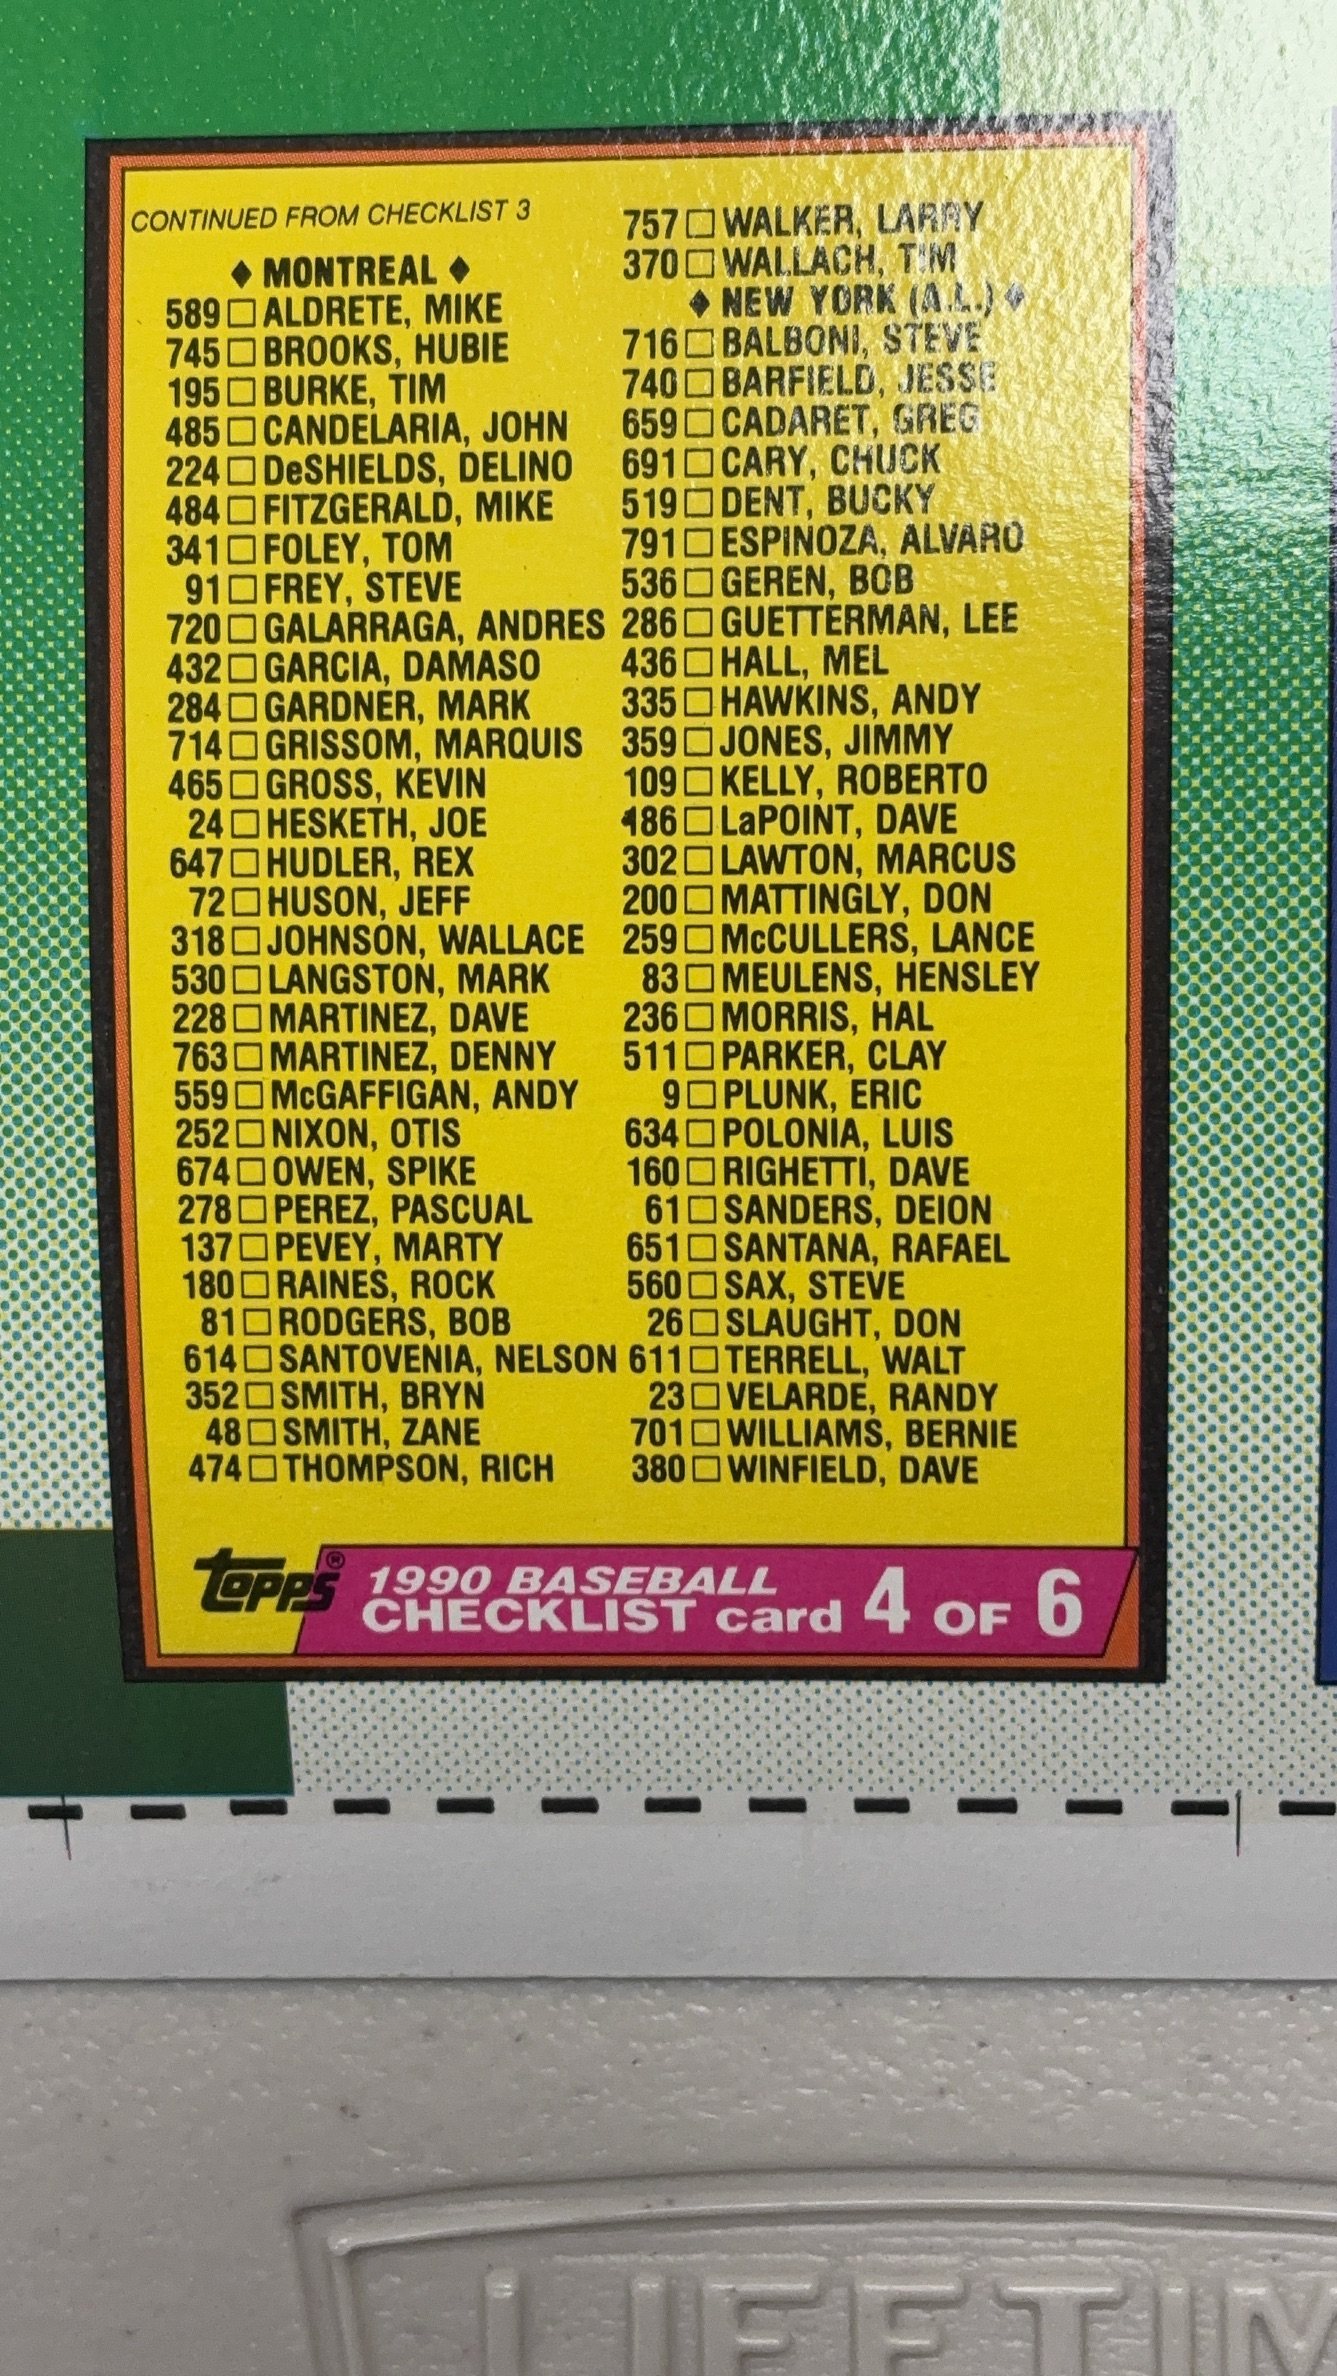 CONTINUED FROM CHECKLIST 3
♦ MONTREAL ♦
589 □ ALDRETE, MIKE
745 □ BROOKS, HUBIE
195 □ BURKE, TIM
485 □ CANDELARIA, JOHN
224 □ DeSHIELDS, DELINO
484 □ FITZGERALD, MIKE
341 □ FOLEY, TOM
91 □ FREY, STEVE
720 □ GALARRAGA, ANDRES
432 □ GARCIA, DAMASO
284 □ GARDNER, MARK
714 □ GRISSOM, MARQUIS
465 □ GROSS, KEVIN
24 □ HESKETH, JOE
647 □ HUDLER, REX
72 □ HUSON, JEFF
318 □ JOHNSON, WALLACE
530 □ LANGSTON, MARK
228 □ MARTINEZ, DAVE
763 □ MARTINEZ, DENNY
559 □ McGAFFIGAN, ANDY
252 □ NIXON, OTIS
674 □ OWEN, SPIKE
278 □ PEREZ, PASCUAL
137 □ PEVEY, MARTY
180 □ RAINES, ROCK
81 □ RODGERS, BOB
614 □ SANTOVENIA, NELSON
352 □ SMITH, BRYN
48 □ SMITH, ZANE
474 □ THOMPSON, RICH
757 □ WALKER, LARRY
370 □ WALLACH, TIM
♦ NEW YORK (A.L.) ♦
716 □ BALBONI, STEVE
740 □ BARFIELD, JESSE
659 □ CADARET, GREG
691 □ CARY, CHUCK
519 □ DENT, BUCKY
791 □ ESPINOZA, ALVARO
536 □ GEREN, BOB
286 □ GUETTERMAN, LEE
436 □ HALL, MEL
335 □ HAWKINS, ANDY
359 □ JONES, JIMMY
109 □ KELLY, ROBERTO
486 □ LaPOINT, DAVE
302 □ LAWTON, MARCUS
200 □ MATTINGLY, DON
259 □ McCULLERS, LANCE
83 □ MEULENS, HENSLEY
236 □ MORRIS, HAL
511 □ PARKER, CLAY
9 □ PLUNK, ERIC
634 □ POLONIA, LUIS
160 □ RIGHETTI, DAVE
61 □ SANDERS, DEION
651 □ SANTANA, RAFAEL
560 □ SAX, STEVE
26 □ SLAUGHT, DON
611 □ TERRELL, WALT
23 □ VELARDE, RANDY
701 □ WILLIAMS, BERNIE
380 □ WINFIELD, DAVE
topps®
1990 BASEBALL
CHECKLIST card 4 OF 6